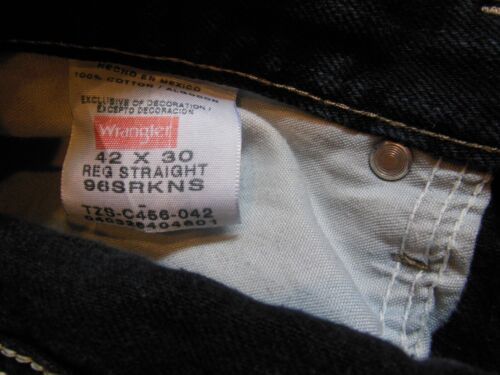 HECHO EN MEXICO
100% COTTON / ALGODON
EXCLUSIVE OF DECORATION /
EXCEPTO DECORACION
Wrangler
42 X 30
REG STRAIGHT
96SRKNS
TZS-C456-042